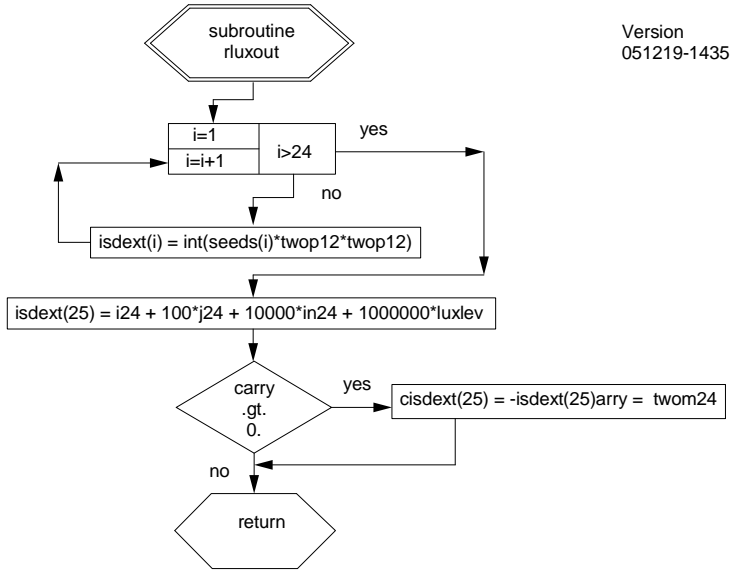 subroutine
rluxout
Version
051219-1435
i=1
i=i+1
i>24
yes
no
isdext(i) = int(seeds(i)*twop12*twop12)
isdext(25) = i24 + 100*j24 + 10000*in24 + 1000000*luxlev
carry
.gt.
0.
yes
cisdext(25) = -isdext(25)arry = twom24
no
return